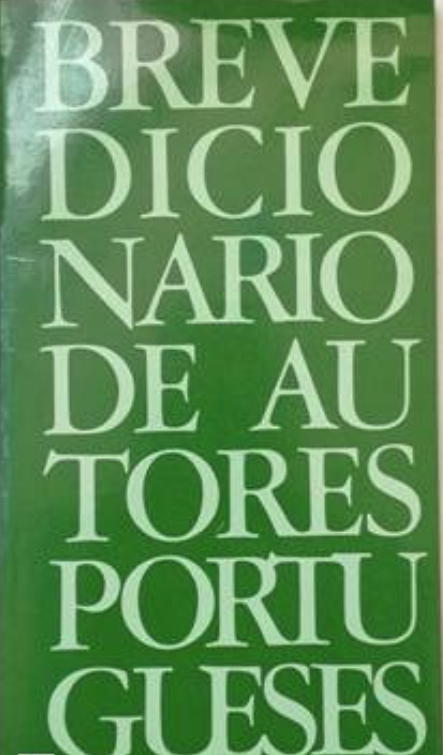 BREVE
DICIO
NARIO
DE AU
TORES
PORTU
GUESES